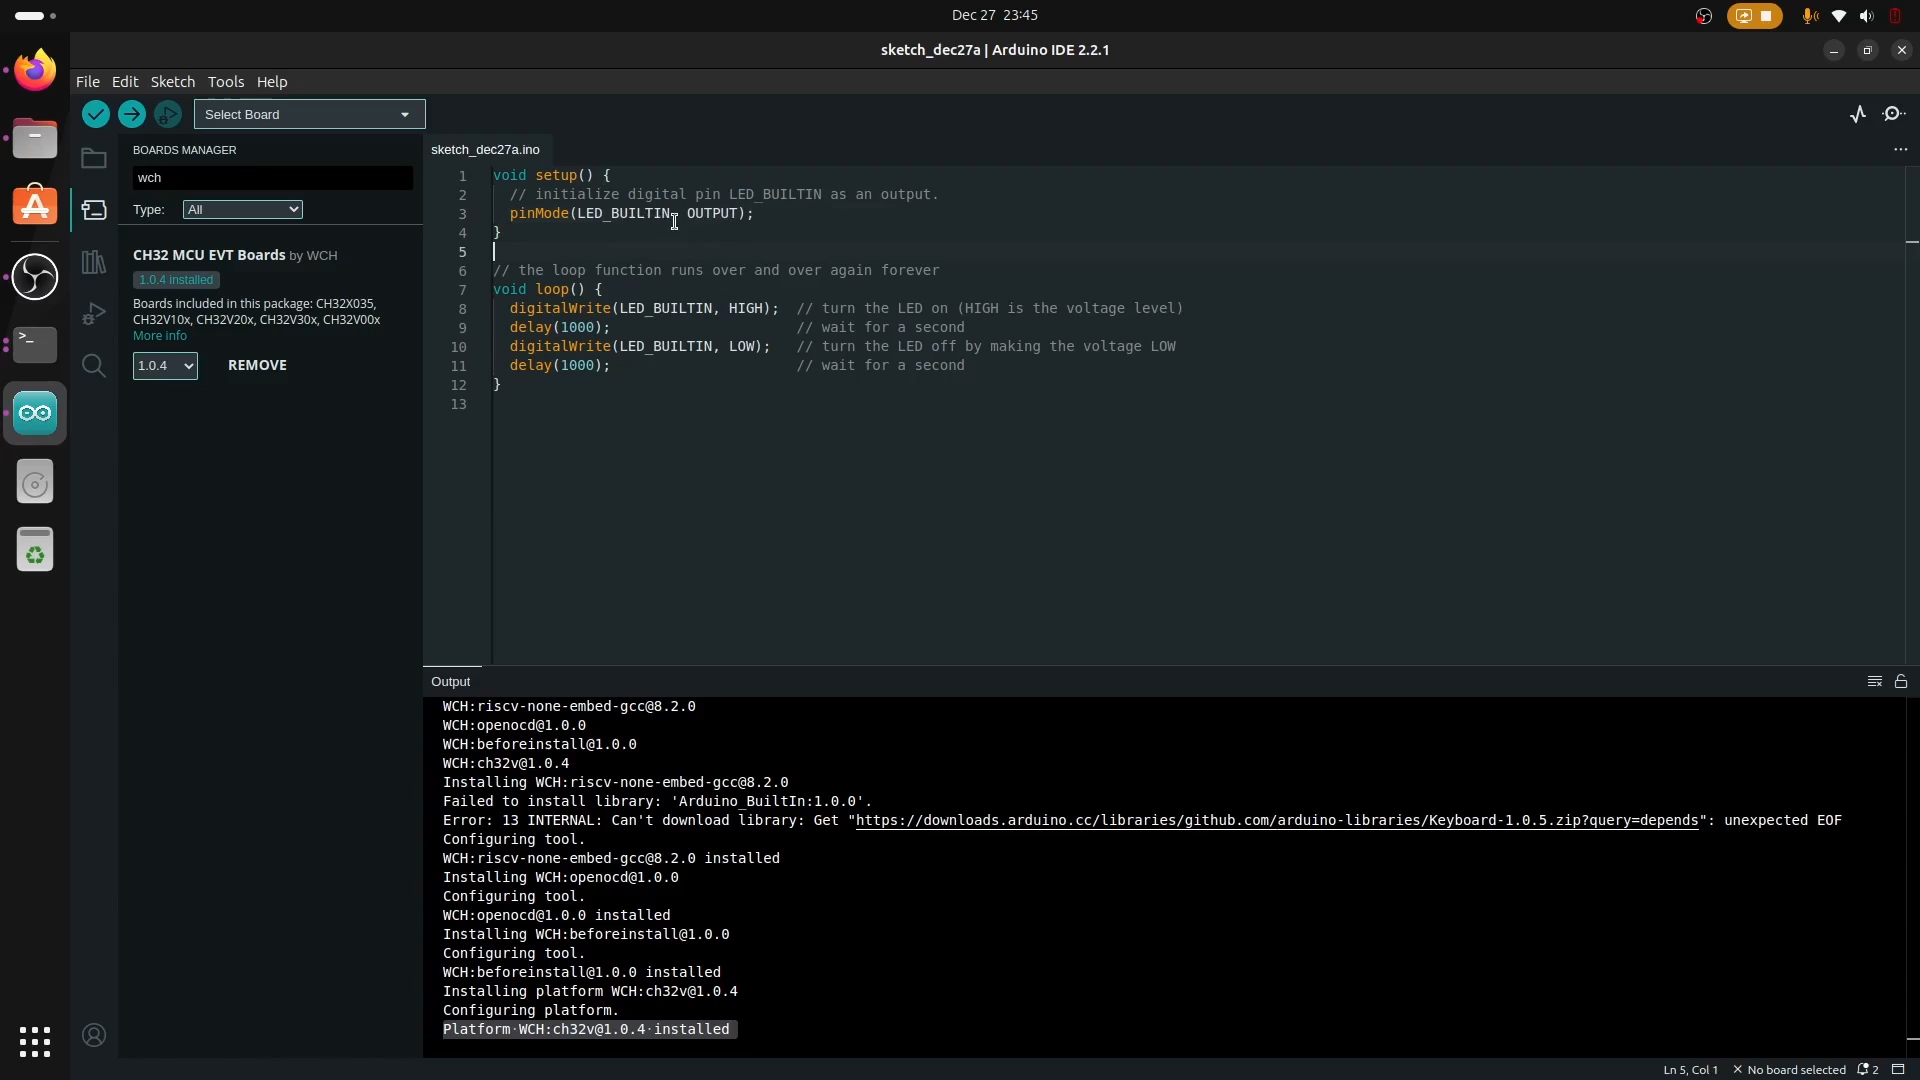 Dec 27 23:45
sketch_dec27a | Arduino IDE 2.2.1
File Edit Sketch Tools Help
Select Board
BOARDS MANAGER
wch
Type: All
CH32 MCU EVT Boards by WCH
1.0.4 installed
Boards included in this package: CH32X035,
CH32V10x, CH32V20x, CH32V30x, CH32V00x
More info
1.0.4 REMOVE
sketch_dec27a.ino
1 void setup() {
2 // initialize digital pin LED_BUILTIN as an output.
3 pinMode(LED_BUILTIN, OUTPUT);
4 }
5
6 // the loop function runs over and over again forever
7 void loop() {
8 digitalWrite(LED_BUILTIN, HIGH); // turn the LED on (HIGH is the voltage level)
9 delay(1000); // wait for a second
10 digitalWrite(LED_BUILTIN, LOW); // turn the LED off by making the voltage LOW
11 delay(1000); // wait for a second
12 }
13
Output
WCH:riscv-none-embed-gcc@8.2.0
WCH:openocd@1.0.0
WCH:beforeinstall@1.0.0
WCH:ch32v@1.0.4
Installing WCH:riscv-none-embed-gcc@8.2.0
Failed to install library: 'Arduino_BuiltIn:1.0.0'.
Error: 13 INTERNAL: Can't download library: Get "https://downloads.arduino.cc/libraries/github.com/arduino-libraries/Keyboard-1.0.5.zip?query=depends": unexpected EOF
Configuring tool.
WCH:riscv-none-embed-gcc@8.2.0 installed
Installing WCH:openocd@1.0.0
Configuring tool.
WCH:openocd@1.0.0 installed
Installing WCH:beforeinstall@1.0.0
Configuring tool.
WCH:beforeinstall@1.0.0 installed
Installing platform WCH:ch32v@1.0.4
Configuring platform.
Platform WCH:ch32v@1.0.4 installed
Ln 5, Col 1 No board selected 2